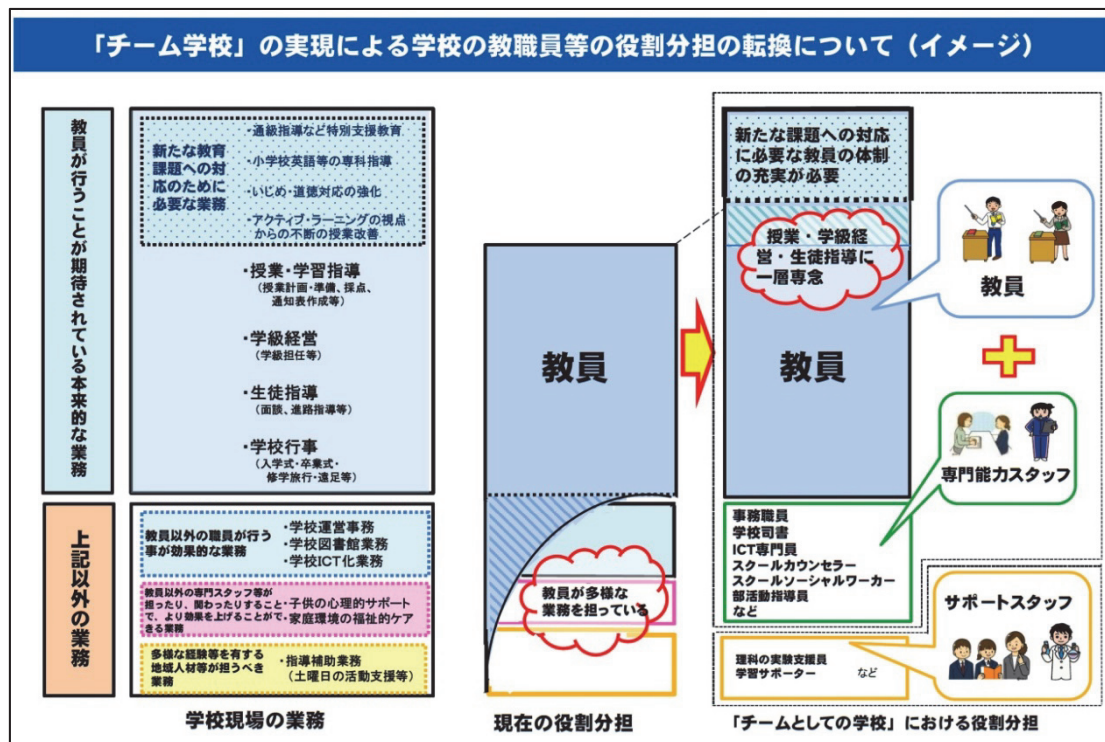 「チーム学校」の実現による学校の教職員等の役割分担の転換について（イメージ）
教員が行うことが期待されている本来的な業務
新たな教育
課題への対
応のために
必要な業務
・通級指導など特別支援教育
・小学校英語等の専科指導
・いじめ・道徳対応の強化
・アクティブ・ラーニングの視点
からの不断の授業改善
・授業・学習指導
（授業計画・準備、採点、
通知表作成等）
・学級経営
（学級担任等）
・生徒指導
（面談、進路指導等）
・学校行事
（入学式・卒業式・
修学旅行・遠足等）
上記以外の業務
教員以外の職員が行う
事が効果的な業務
・学校運営事務
・学校図書館業務
・学校ICT化業務
教員以外の専門スタッフ等が
担ったり、関わったりすること
で、より効果を上げることがで
きる業務
・子供の心理的サポート
・家庭環境の福祉的ケア
多様な経験等を有する
地域人材等が担うべき
業務
・指導補助業務
（土曜日の活動支援等）
学校現場の業務
教員
教員が多様な
業務を担っている
現在の役割分担
新たな課題への対応
に必要な教員の体制
の充実が必要
授業・学級経
営・生徒指導に
一層専念
教員
教員
専門能力スタッフ
事務職員
学校司書
ICT専門員
スクールカウンセラー
スクールソーシャルワーカー
部活動指導員
など
サポートスタッフ
理科の実験支援員
学習サポーター
など
「チームとしての学校」における役割分担